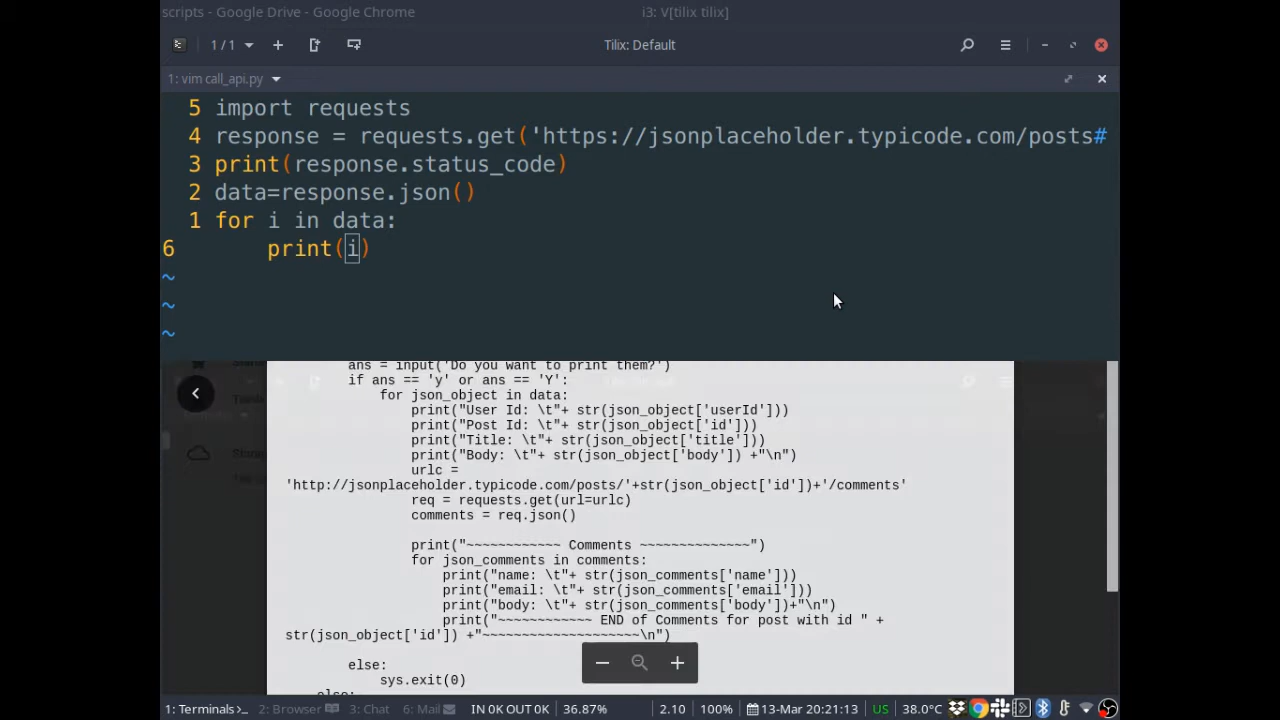 scripts - Google Drive - Google Chrome
i3: V[tilix tilix]
1 / 1
Tilix: Default
1: vim call_api.py
5 import requests
4 response = requests.get('https://jsonplaceholder.typicode.com/posts#
3 print(response.status_code)
2 data=response.json()
1 for i in data:
6 print(i)
~
~
~
ans = input('Do you want to print them?')
if ans == 'y' or ans == 'Y':
for json_object in data:
print("User Id: \t"+ str(json_object['userId']))
print("Post Id: \t"+ str(json_object['id']))
print("Title: \t"+ str(json_object['title']))
print("Body: \t"+ str(json_object['body']) +"\n")
urlc =
'http://jsonplaceholder.typicode.com/posts/'+str(json_object['id'])+'/comments'
req = requests.get(url=urlc)
comments = req.json()
print("~~~~~~~~~~~~ Comments ~~~~~~~~~~~~~~")
for json_comments in comments:
print("name: \t"+ str(json_comments['name']))
print("email: \t"+ str(json_comments['email']))
print("body: \t"+ str(json_comments['body'])+"\n")
print("~~~~~~~~~~~~ END of Comments for post with id " +
str(json_object['id']) +"~~~~~~~~~~~~~~~~~~~~\n")
else:
sys.exit(0)
1: Terminals>_ 2: Browser 3: Chat 6: Mail IN 0K OUT 0K 36.87% 2.10 100% 13-Mar 20:21:13 US 38.0°C